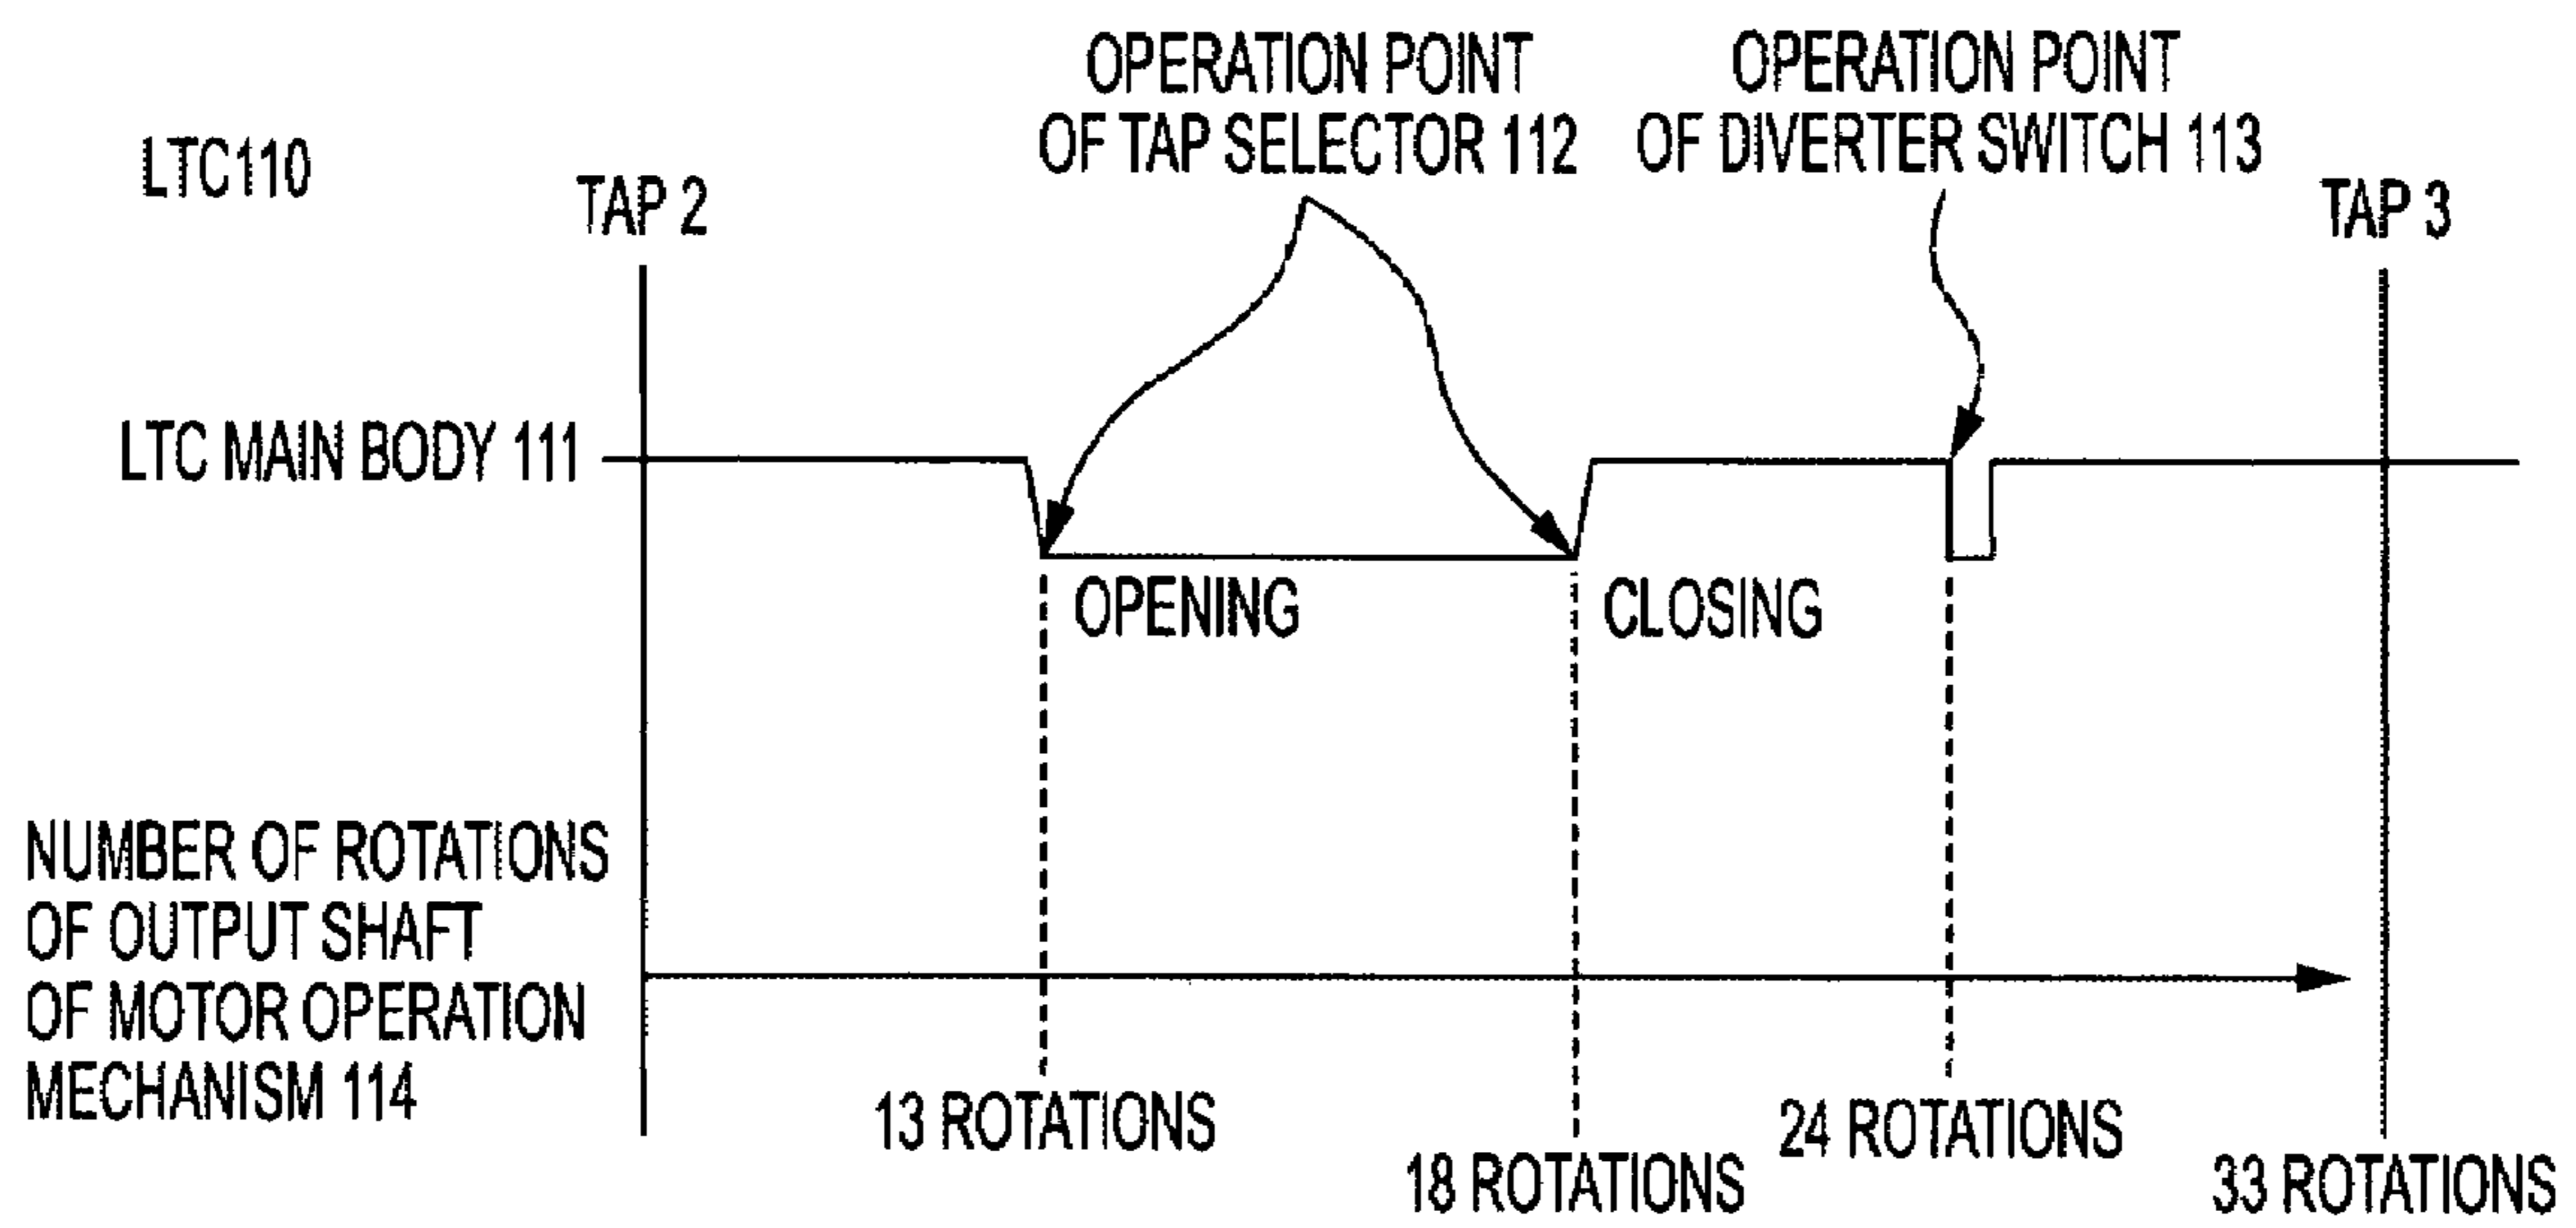 OPERATION POINT
OF TAP SELECTOR 112
OPERATION POINT
OF DIVERTER SWITCH 113
LTC110
TAP 2
TAP 3
LTC MAIN BODY 111
OPENING
CLOSING
NUMBER OF ROTATIONS
OF OUTPUT SHAFT
OF MOTOR OPERATION
MECHANISM 114
13 ROTATIONS
18 ROTATIONS
24 ROTATIONS
33 ROTATIONS